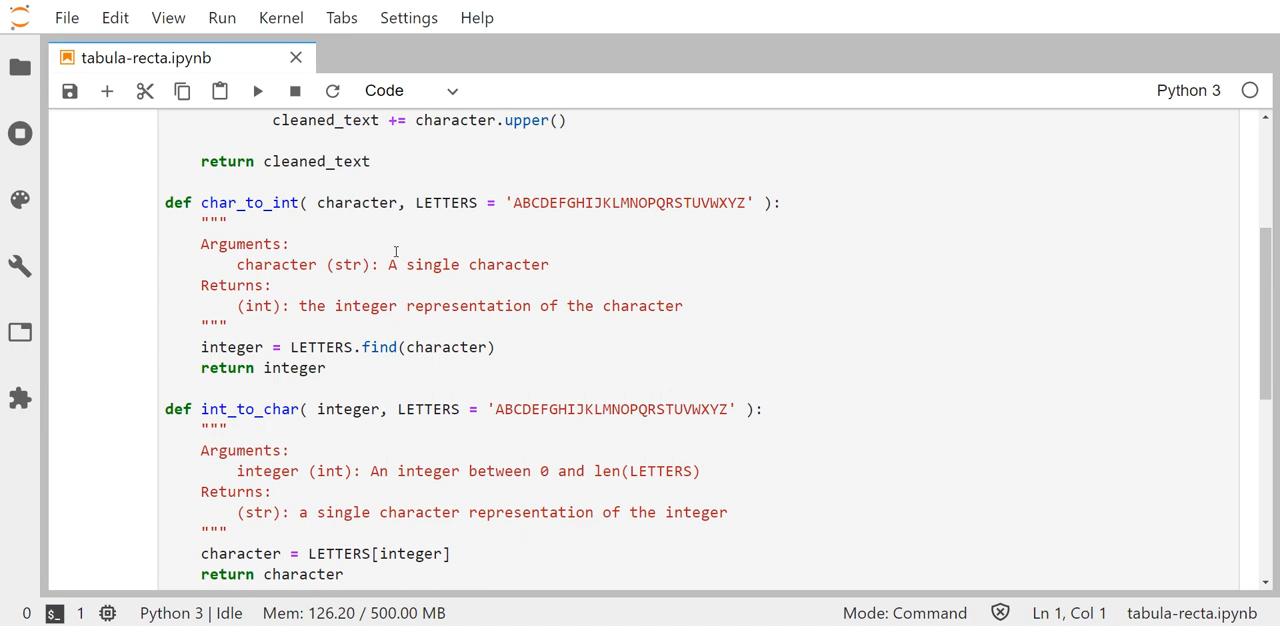 File Edit View Run Kernel Tabs Settings Help
tabula-recta.ipynb
Code Python 3
cleaned_text += character.upper()
return cleaned_text
def char_to_int( character, LETTERS = 'ABCDEFGHIJKLMNOPQRSTUVWXYZ' ):
"""
Arguments:
character (str): A single character
Returns:
(int): the integer representation of the character
"""
integer = LETTERS.find(character)
return integer
def int_to_char( integer, LETTERS = 'ABCDEFGHIJKLMNOPQRSTUVWXYZ' ):
"""
Arguments:
integer (int): An integer between 0 and len(LETTERS)
Returns:
(str): a single character representation of the integer
"""
character = LETTERS[integer]
return character
0 $_ 1 Python 3 | Idle Mem: 126.20 / 500.00 MB Mode: Command Ln 1, Col 1 tabula-recta.ipynb